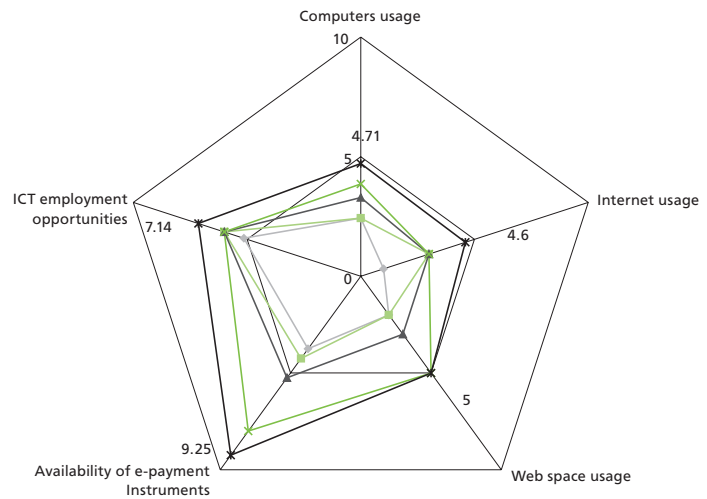 Computers usage
10
4.71
5
ICT employment
opportunities
7.14
Internet usage
4.6
0
5
9.25
Availability of e-payment
Instruments
Web space usage